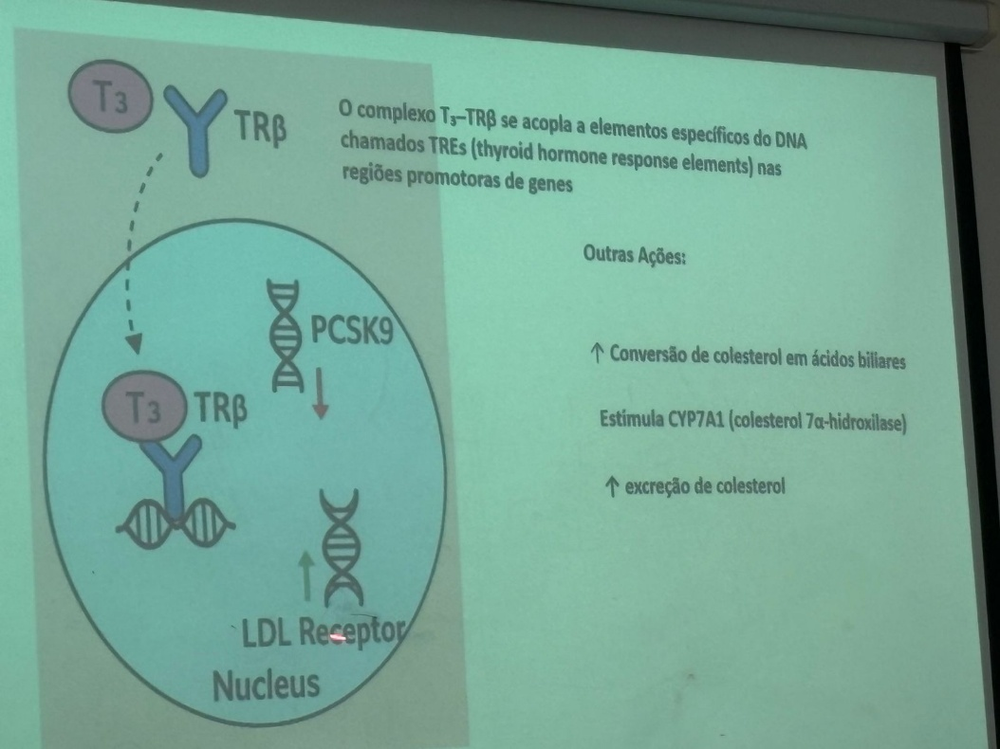 T₃
TRβ
O complexo T₃–TRβ se acopla a elementos específicos do DNA
chamados TREs (thyroid hormone response elements) nas
regiões promotoras de genes
Outras Ações:
PCSK9
↓
↑ Conversão de colesterol em ácidos biliares
T₃ TRβ
Estimula CYP7A1 (colesterol 7α-hidroxilase)
↑ excreção de colesterol
↑
LDL Receptor
Nucleus